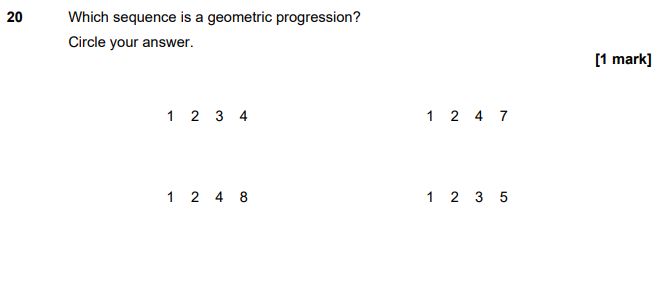 20 Which sequence is a geometric progression?
Circle your answer.
[1 mark]
1 2 3 4 1 2 4 7
1 2 4 8 1 2 3 5